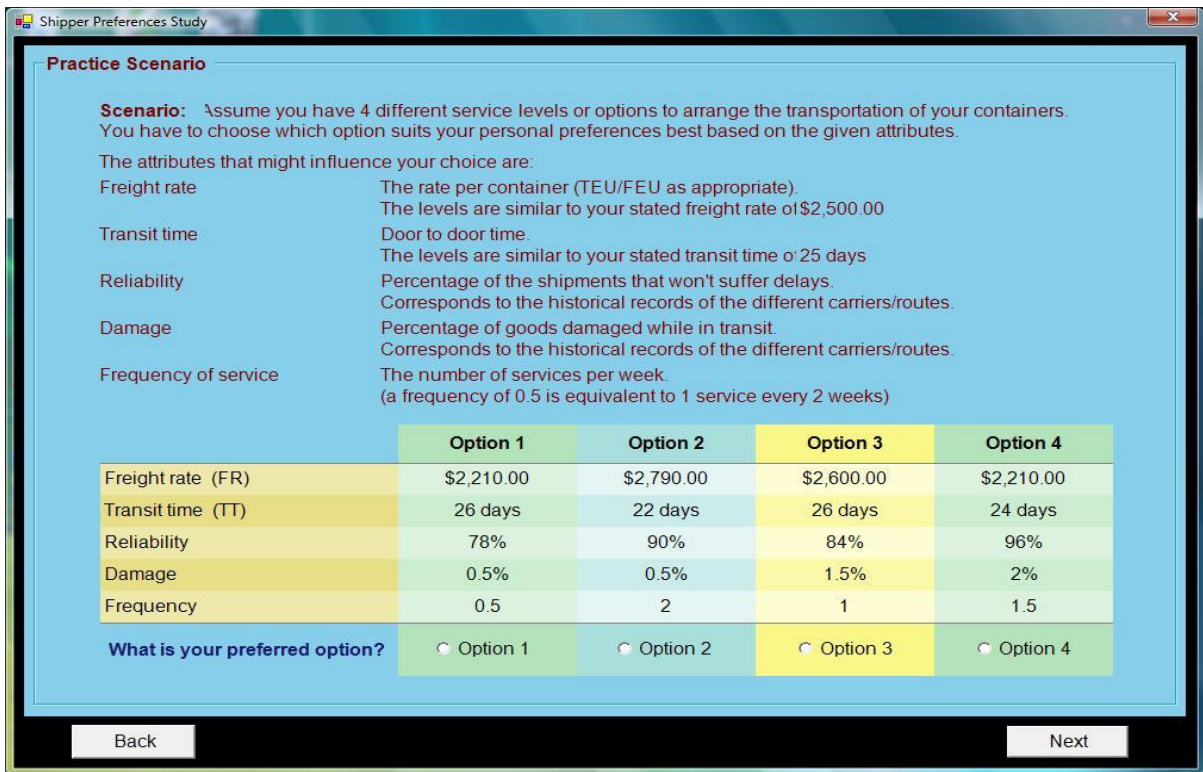 Shipper Preferences Study
Practice Scenario
Scenario: Assume you have 4 different service levels or options to arrange the transportation of your containers.
You have to choose which option suits your personal preferences best based on the given attributes.
The attributes that might influence your choice are:
Freight rate The rate per container (TEU/FEU as appropriate).
The levels are similar to your stated freight rate of $2,500.00
Transit time Door to door time.
The levels are similar to your stated transit time of 25 days
Reliability Percentage of the shipments that won't suffer delays.
Corresponds to the historical records of the different carriers/routes.
Damage Percentage of goods damaged while in transit.
Corresponds to the historical records of the different carriers/routes.
Frequency of service The number of services per week.
(a frequency of 0.5 is equivalent to 1 service every 2 weeks)
Option 1 Option 2 Option 3 Option 4
Freight rate (FR) $2,210.00 $2,790.00 $2,600.00 $2,210.00
Transit time (TT) 26 days 22 days 26 days 24 days
Reliability 78% 90% 84% 96%
Damage 0.5% 0.5% 1.5% 2%
Frequency 0.5 2 1 1.5
What is your preferred option? Option 1 Option 2 Option 3 Option 4
Back Next